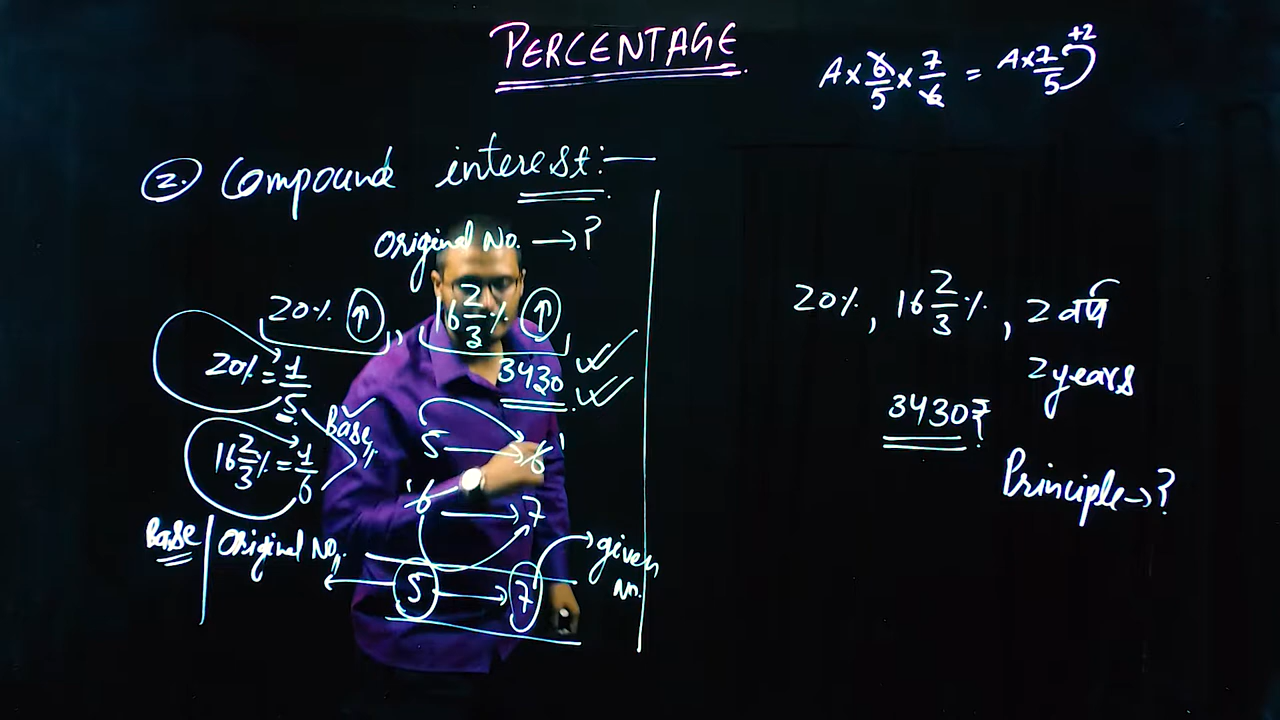 PERCENTAGE
A × 6/5 × 7/6 = A × 7/5 +2
2. Compound interest:—
Original No. → ?
20% ↑, 16 2/3 % ↑
3430
20% = 1/5
16 2/3 % = 1/6
Base
5 → 6
6 → 7
Base | Original No.
5 → 7
given no.
20%, 16 2/3 %, 2 वर्ष
2 years
3430₹
Principle → ?